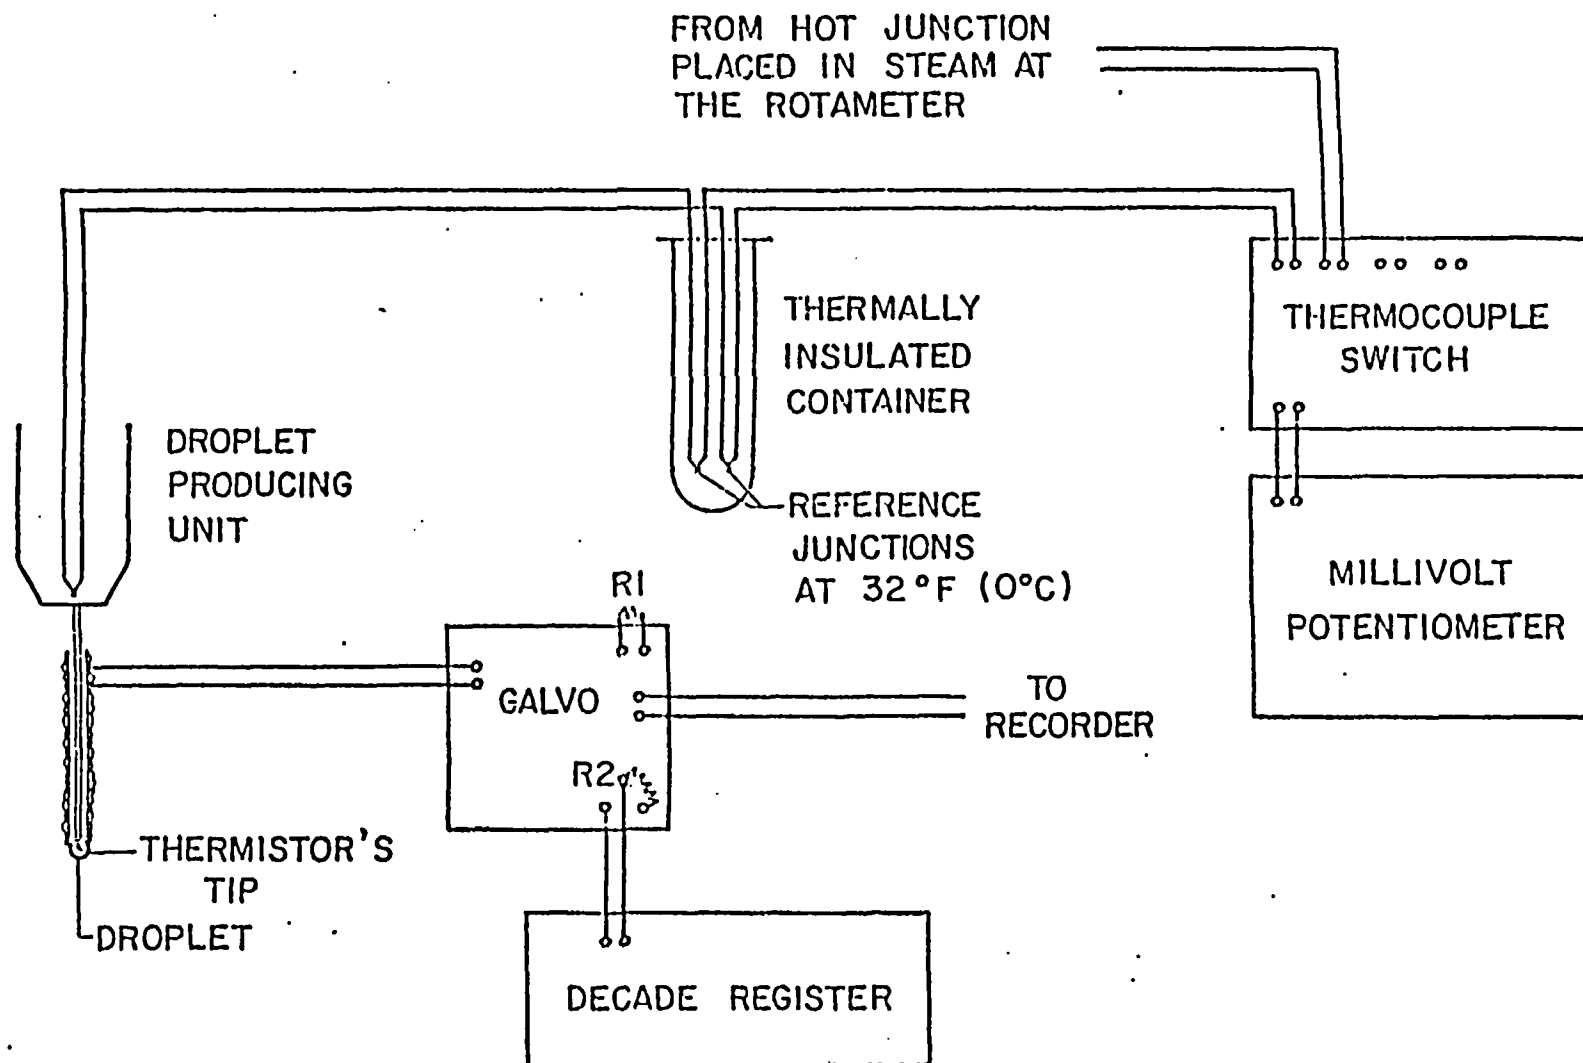 FROM HOT JUNCTION
PLACED IN STEAM AT
THE ROTAMETER
THERMALLY
INSULATED
CONTAINER
THERMOCOUPLE
SWITCH
DROPLET
PRODUCING
UNIT
REFERENCE
JUNCTIONS
AT 32°F (0°C)
MILLIVOLT
POTENTIOMETER
R1
GALVO
TO
RECORDER
R2
THERMISTOR'S
TIP
DROPLET
DECADE REGISTER